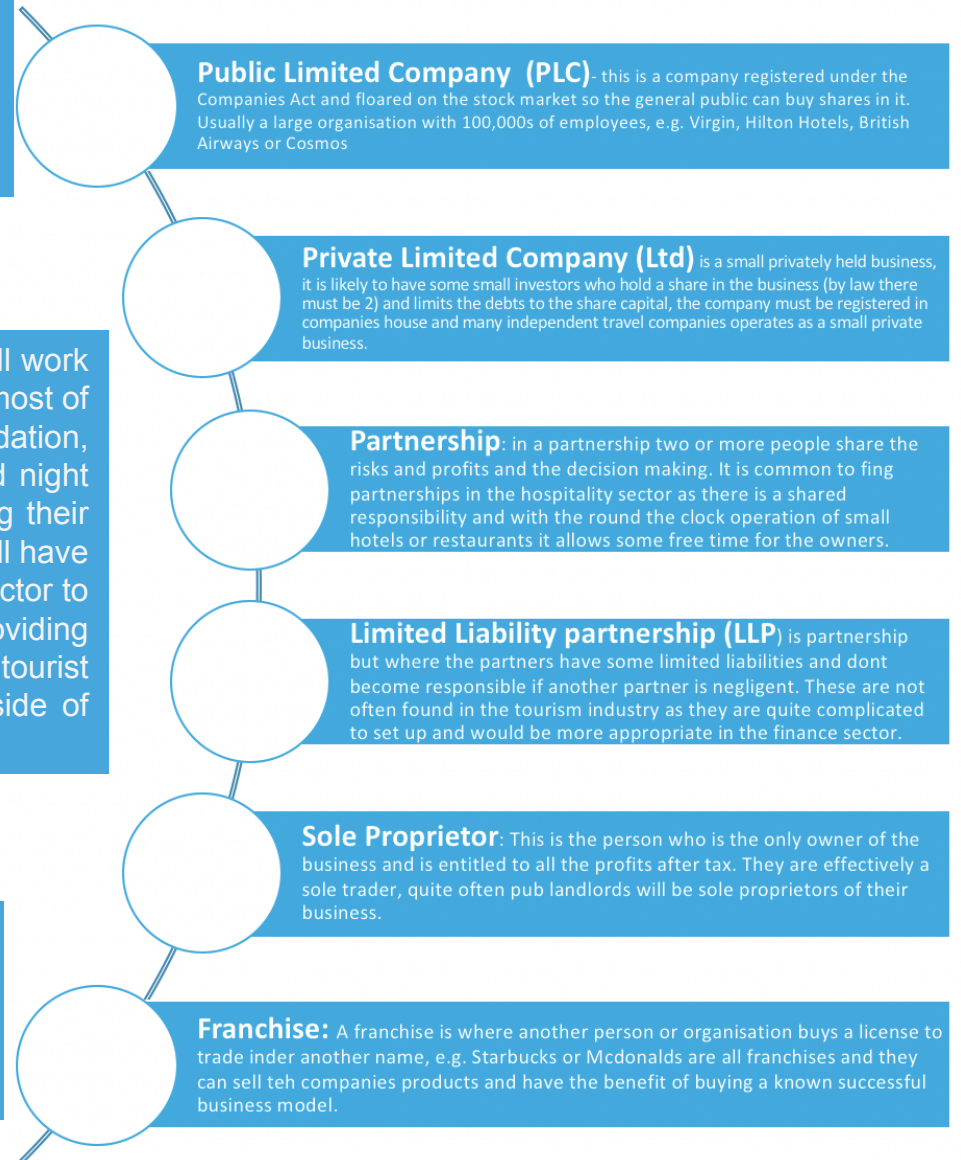 Public Limited Company (PLC)- this is a company registered under the
Companies Act and floared on the stock market so the general public can buy shares in it.
Usually a large organisation with 100,000s of employees, e.g. Virgin, Hilton Hotels, British
Airways or Cosmos
Private Limited Company (Ltd) is a small privately held business,
it is likely to have some small investors who hold a share in the business (by law there
must be 2) and limits the debts to the share capital, the company must be registered in
companies house and many independent travel companies operates as a small private
business.
ll work
most of
dation,
d night
g their
ll have
ctor to
oviding
tourist
side of
Partnership: in a partnership two or more people share the
risks and profits and the decision making. It is common to fing
partnerships in the hospitality sector as there is a shared
responsibility and with the round the clock operation of small
hotels or restaurants it allows some free time for the owners.
Limited Liability partnership (LLP) is partnership
but where the partners have some limited liabilities and dont
become responsible if another partner is negligent. These are not
often found in the tourism industry as they are quite complicated
to set up and would be more appropriate in the finance sector.
Sole Proprietor: This is the person who is the only owner of the
business and is entitled to all the profits after tax. They are effectively a
sole trader, quite often pub landlords will be sole proprietors of their
business.
Franchise: A franchise is where another person or organisation buys a license to
trade inder another name, e.g. Starbucks or Mcdonalds are all franchises and they
can sell teh companies products and have the benefit of buying a known successful
business model.